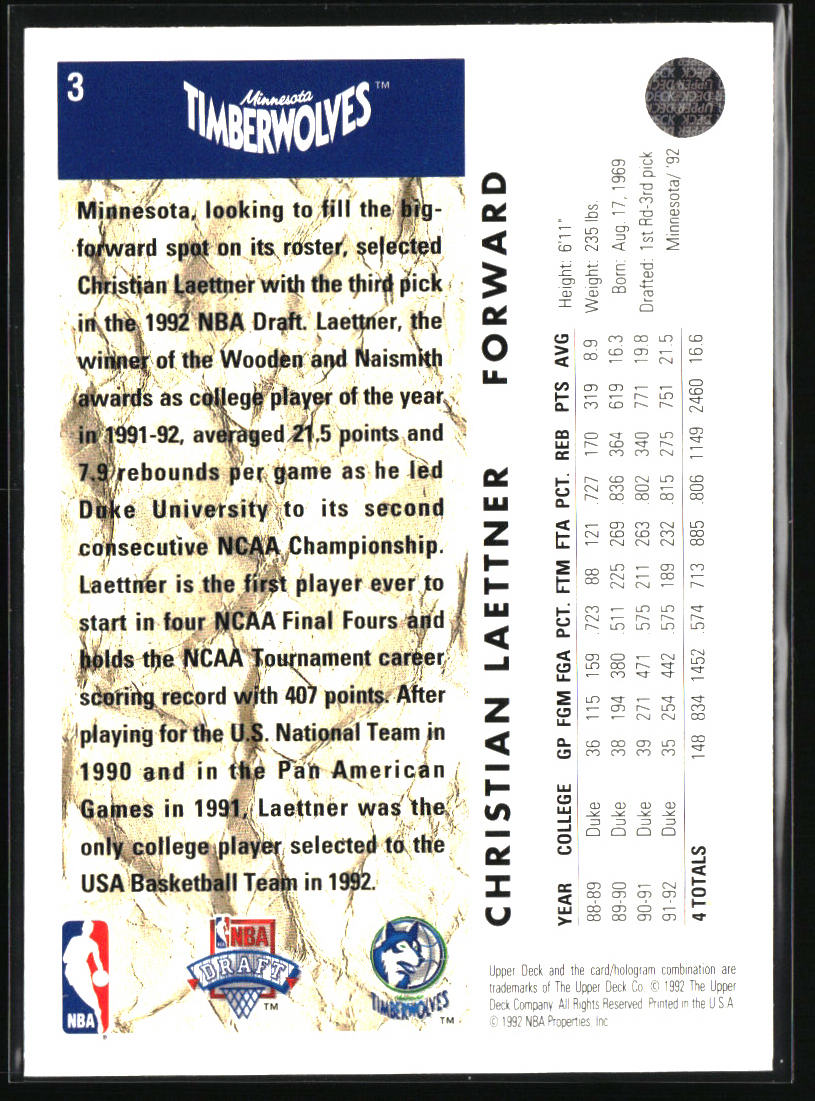 3
Minnesota
TIMBERWOLVES™
Minnesota, looking to fill the big-
forward spot on its roster, selected
Christian Laettner with the third pick
in the 1992 NBA Draft. Laettner, the
winner of the Wooden and Naismith
awards as college player of the year
in 1991-92, averaged 21.5 points and
7.9 rebounds per game as he led
Duke University to its second
consecutive NCAA Championship.
Laettner is the first player ever to
start in four NCAA Final Fours and
holds the NCAA Tournament career
scoring record with 407 points. After
playing for the U.S. National Team in
1990 and in the Pan American
Games in 1991, Laettner was the
only college player selected to the
USA Basketball Team in 1992.
NBA
®
NBA
DRAFT
™
TIMBERWOLVES
™
CHRISTIAN LAETTNER FORWARD
Height: 6'11"
Weight: 235 lbs.
Born: Aug. 17, 1969
Drafted: 1st Rd-3rd pick
Minnesota/ '92
YEAR COLLEGE GP FGM FGA PCT. FTM FTA PCT. REB PTS AVG
88-89 Duke 36 115 159 .723 88 121 .727 170 319 8.9
89-90 Duke 38 194 380 .511 225 269 .836 364 619 16.3
90-91 Duke 39 271 471 .575 211 263 .802 340 771 19.8
91-92 Duke 35 254 442 .575 189 232 .815 275 751 21.5
4 TOTALS 148 834 1452 .574 713 885 .806 1149 2460 16.6
Upper Deck and the card/hologram combination are
trademarks of The Upper Deck Co. © 1992 The Upper
Deck Company. All Rights Reserved. Printed in the U.S.A.
© 1992 NBA Properties, Inc.
UPPER DECK